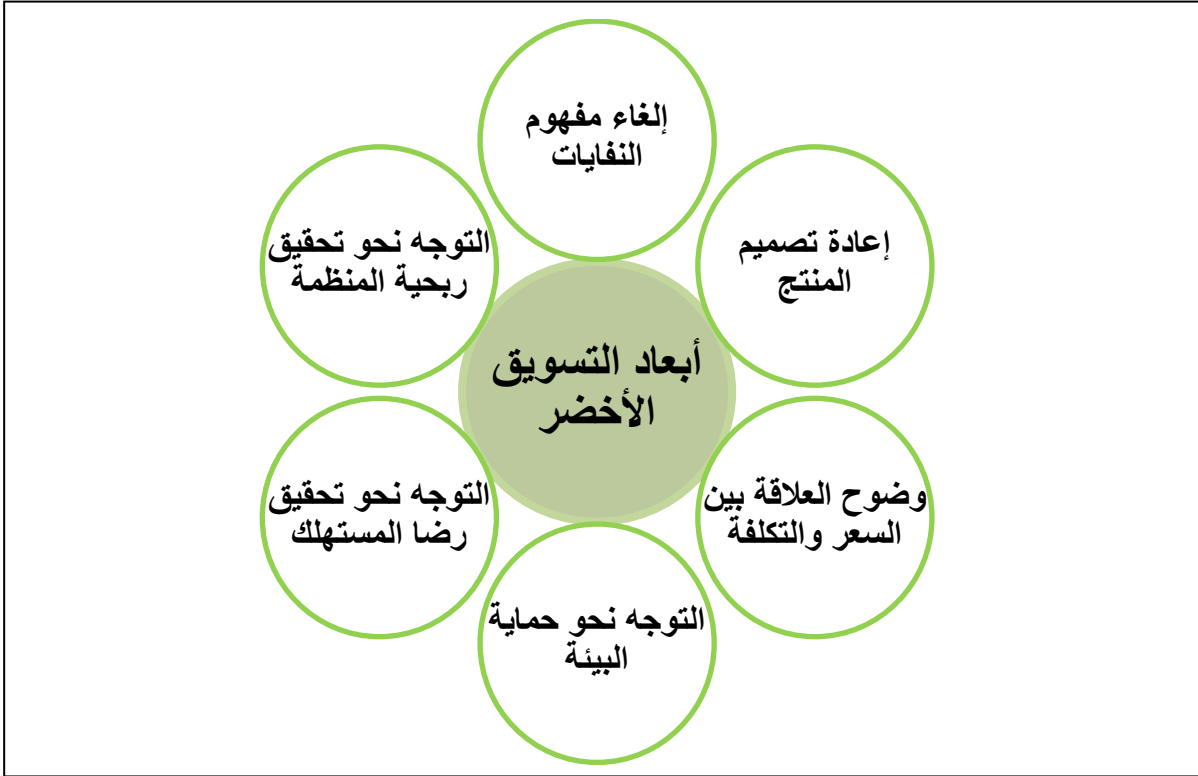 إلغاء مفهوم
النفايات
إعادة تصميم
المنتج
وضوح العلاقة بين
السعر والتكلفة
التوجه نحو حماية
البيئة
التوجه نحو تحقيق
رضا المستهلك
التوجه نحو تحقيق
ربحية المنظمة
أبعاد التسويق
الأخضر